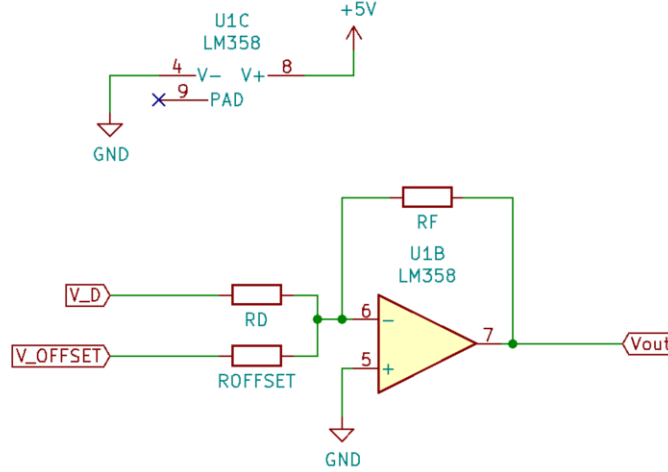 +5V
U1C
LM358
4 V- V+ 8
9 PAD
GND
RF
U1B
LM358
V_D
RD
6 -
7
Vout
V_OFFSET
ROFFSET
5 +
GND